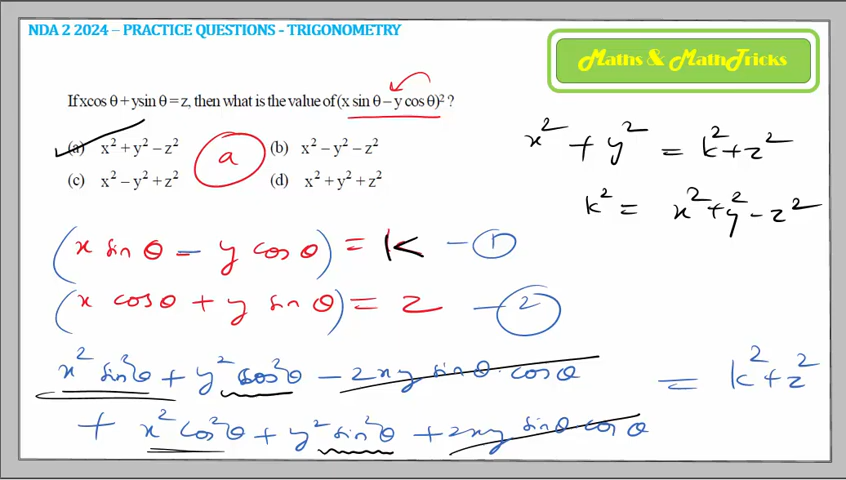 NDA 2 2024 – PRACTICE QUESTIONS - TRIGONOMETRY
Maths & MathTricks
If xcos θ + ysin θ = z, then what is the value of (x sin θ – y cos θ)² ?
(a) x² + y² – z² (b) x² – y² – z²
a
(c) x² – y² + z² (d) x² + y² + z²
x² + y² = k² + z²
k² = x² + y² - z²
(x sin θ - y cos θ) = K - 1
(x cos θ + y sin θ) = z - 2
x² sin²θ + y² cos²θ - 2xy sin θ . cos θ = k² + z²
+ x² cos²θ + y² sin²θ + 2xy sin θ cos θ